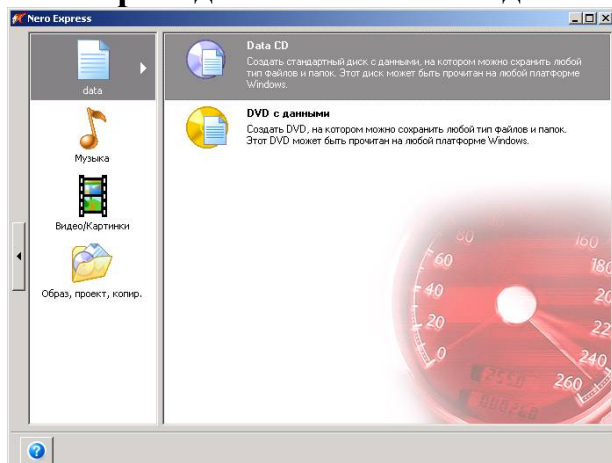 Nero Express
data
Музыка
Видео/Картинки
Образ, проект, копир.
Data CD
Создать стандартный диск с данными, на котором можно схранить любой
тип файлов и папок. Этот диск может быть прочитан на любой платформе
Windows.
DVD с данными
Создать DVD, на котором можно сохранить любой тип файлов и папок.
Этот DVD может быть прочитан на любой платформе Windows.
0
20
40
60
80
160
180
20
22
240
260